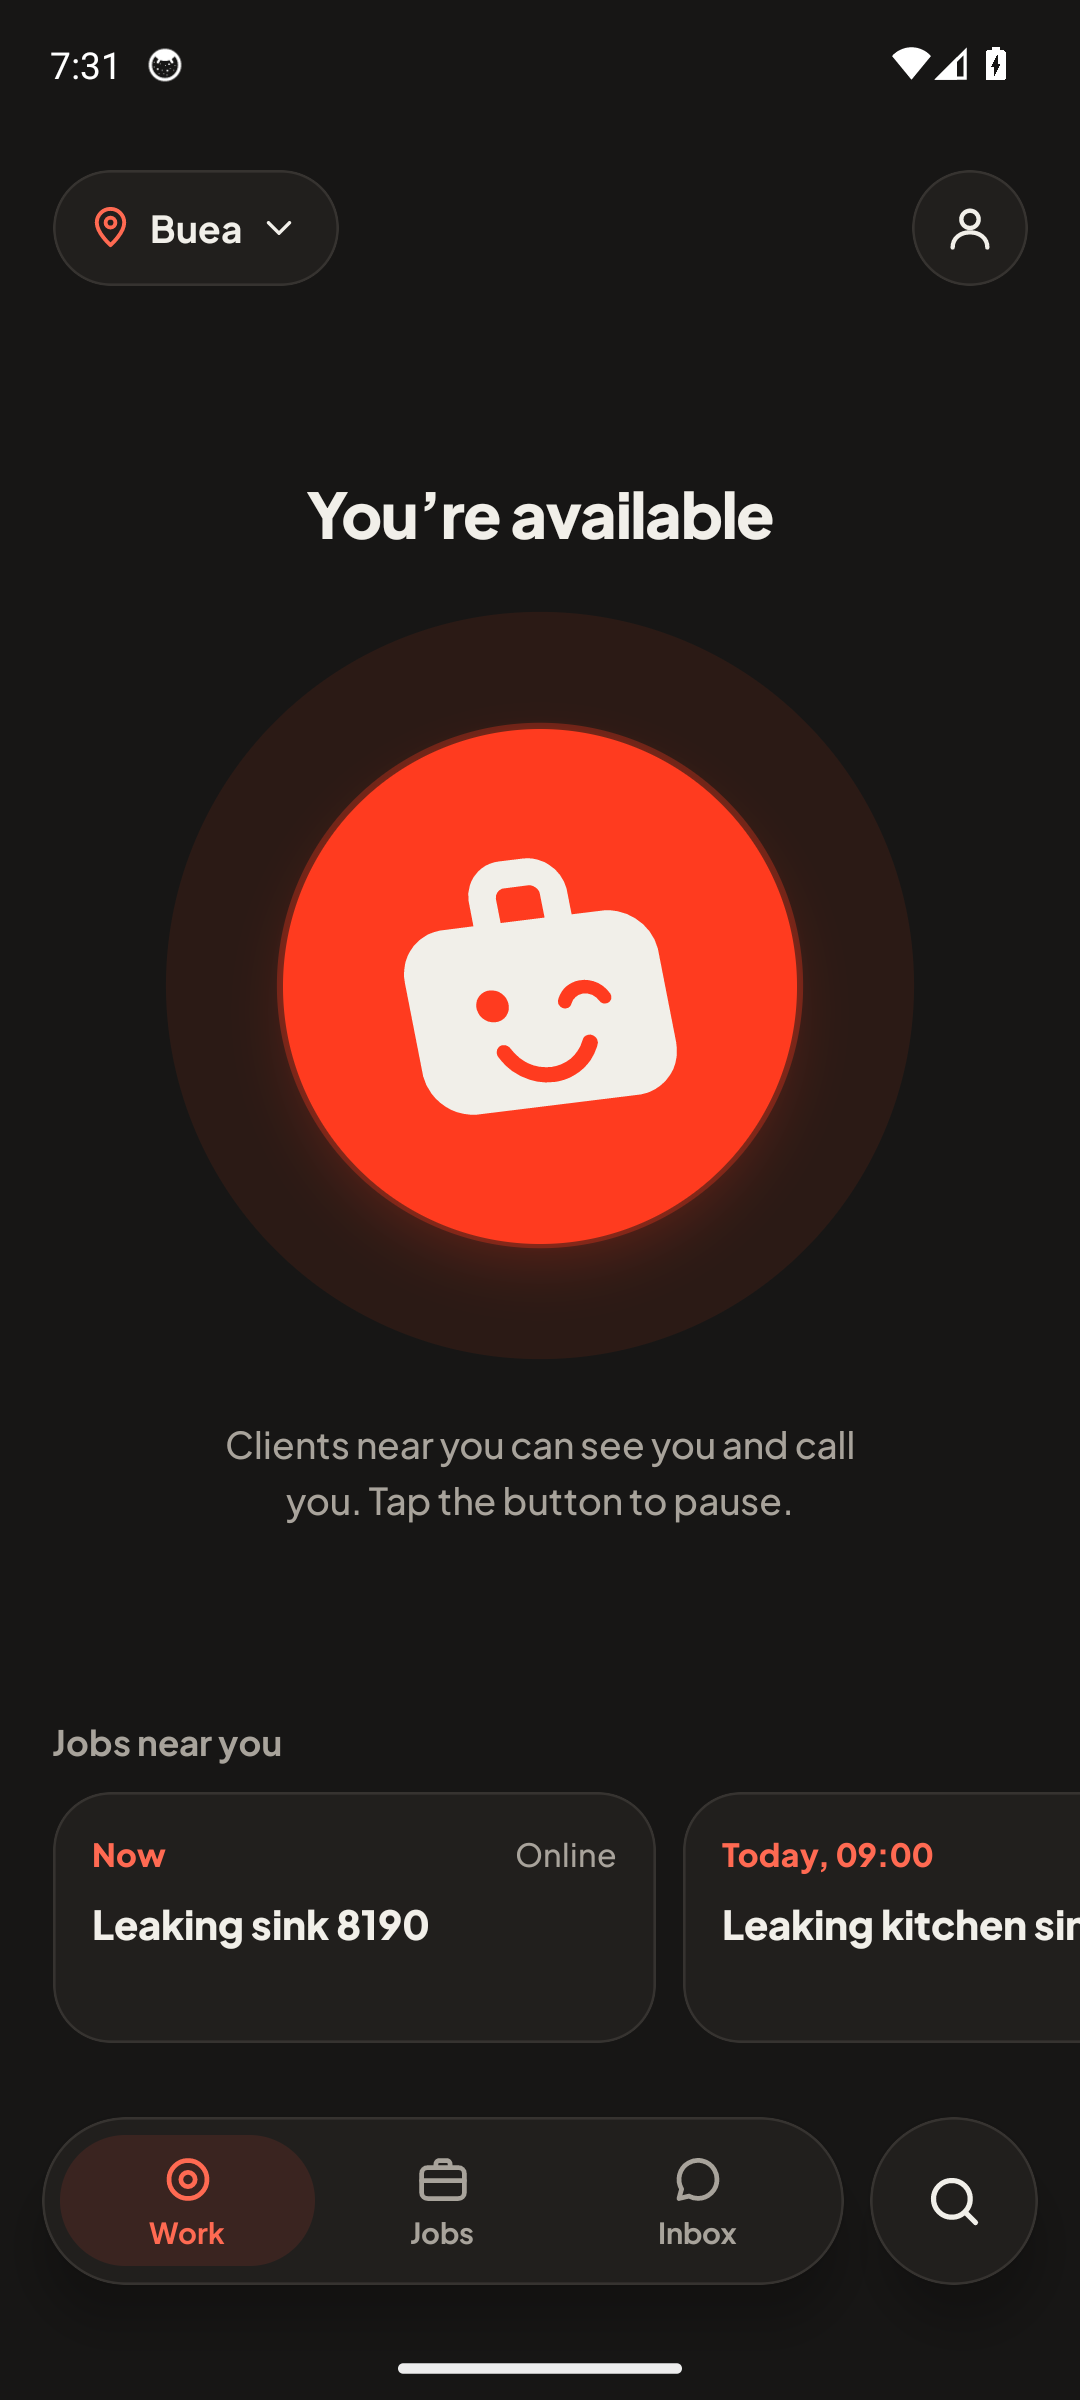 7:31
Buea
You’re available
Clients near you can see you and call
you. Tap the button to pause.
Jobs near you
Now
Online
Leaking sink 8190
Today, 09:00
Leaking kitchen
Work
Jobs
Inbox